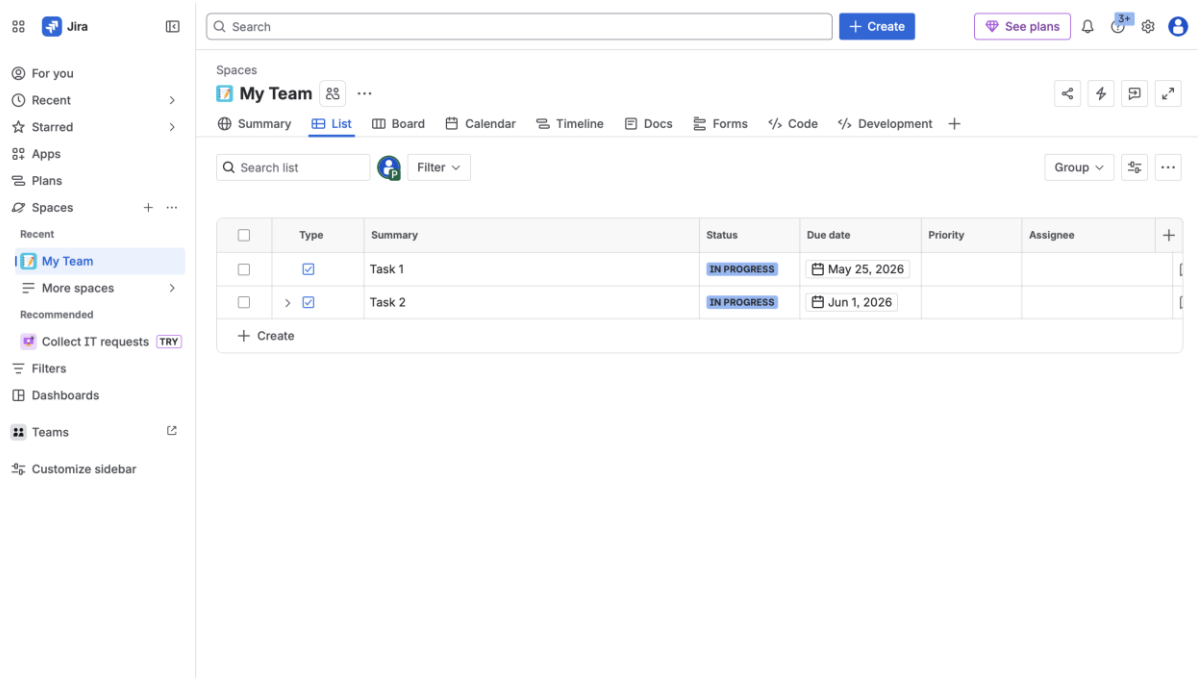 Jira
Search
Create
See plans
3+
For you
Recent
Starred
Apps
Plans
Spaces
Recent
My Team
More spaces
Recommended
Collect IT requests TRY
Filters
Dashboards
Teams
Customize sidebar
Spaces
My Team
Summary List Board Calendar Timeline Docs Forms Code Development
Search list P Filter Group
Type Summary Status Due date Priority Assignee
Task 1 IN PROGRESS May 25, 2026
Task 2 IN PROGRESS Jun 1, 2026
Create